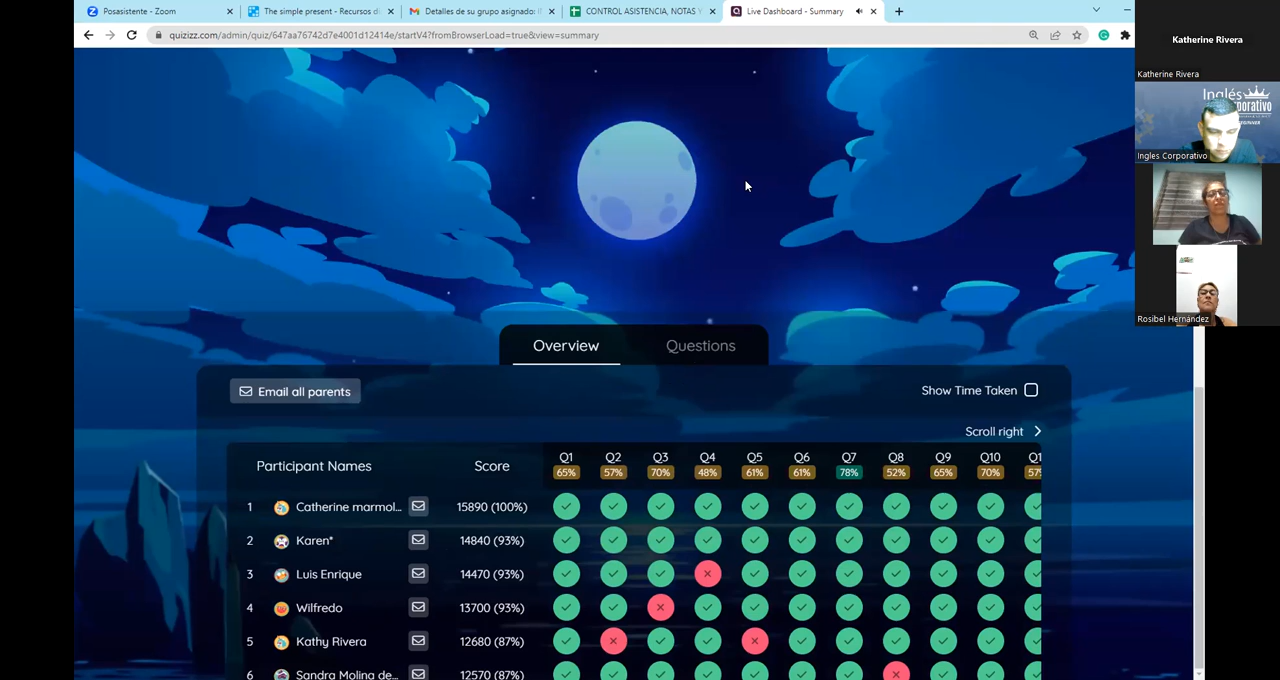 Posasistente - Zoom
The simple present - Recursos di
Detalles de su grupo asignado: I
CONTROL ASISTENCIA, NOTAS Y
Live Dashboard - Summary
quizizz.com/admin/quiz/647aa76742d7e4001d12414e/startV4?fromBrowserLoad=true&view=summary
Katherine Rivera
Katherine Rivera
Inglés
Ingles Corporativo
Rosibel Hernández
Overview
Questions
Email all parents
Show Time Taken
Scroll right
Participant Names Score Q1 Q2 Q3 Q4 Q5 Q6 Q7 Q8 Q9 Q10 Q1
65% 57% 70% 48% 61% 61% 78% 52% 65% 70% 57%
1 Catherine marmol... 15890 (100%)
2 Karen* 14840 (93%)
3 Luis Enrique 14470 (93%)
4 Wilfredo 13700 (93%)
5 Kathy Rivera 12680 (87%)
6 Sandra Molina de... 12570 (87%)